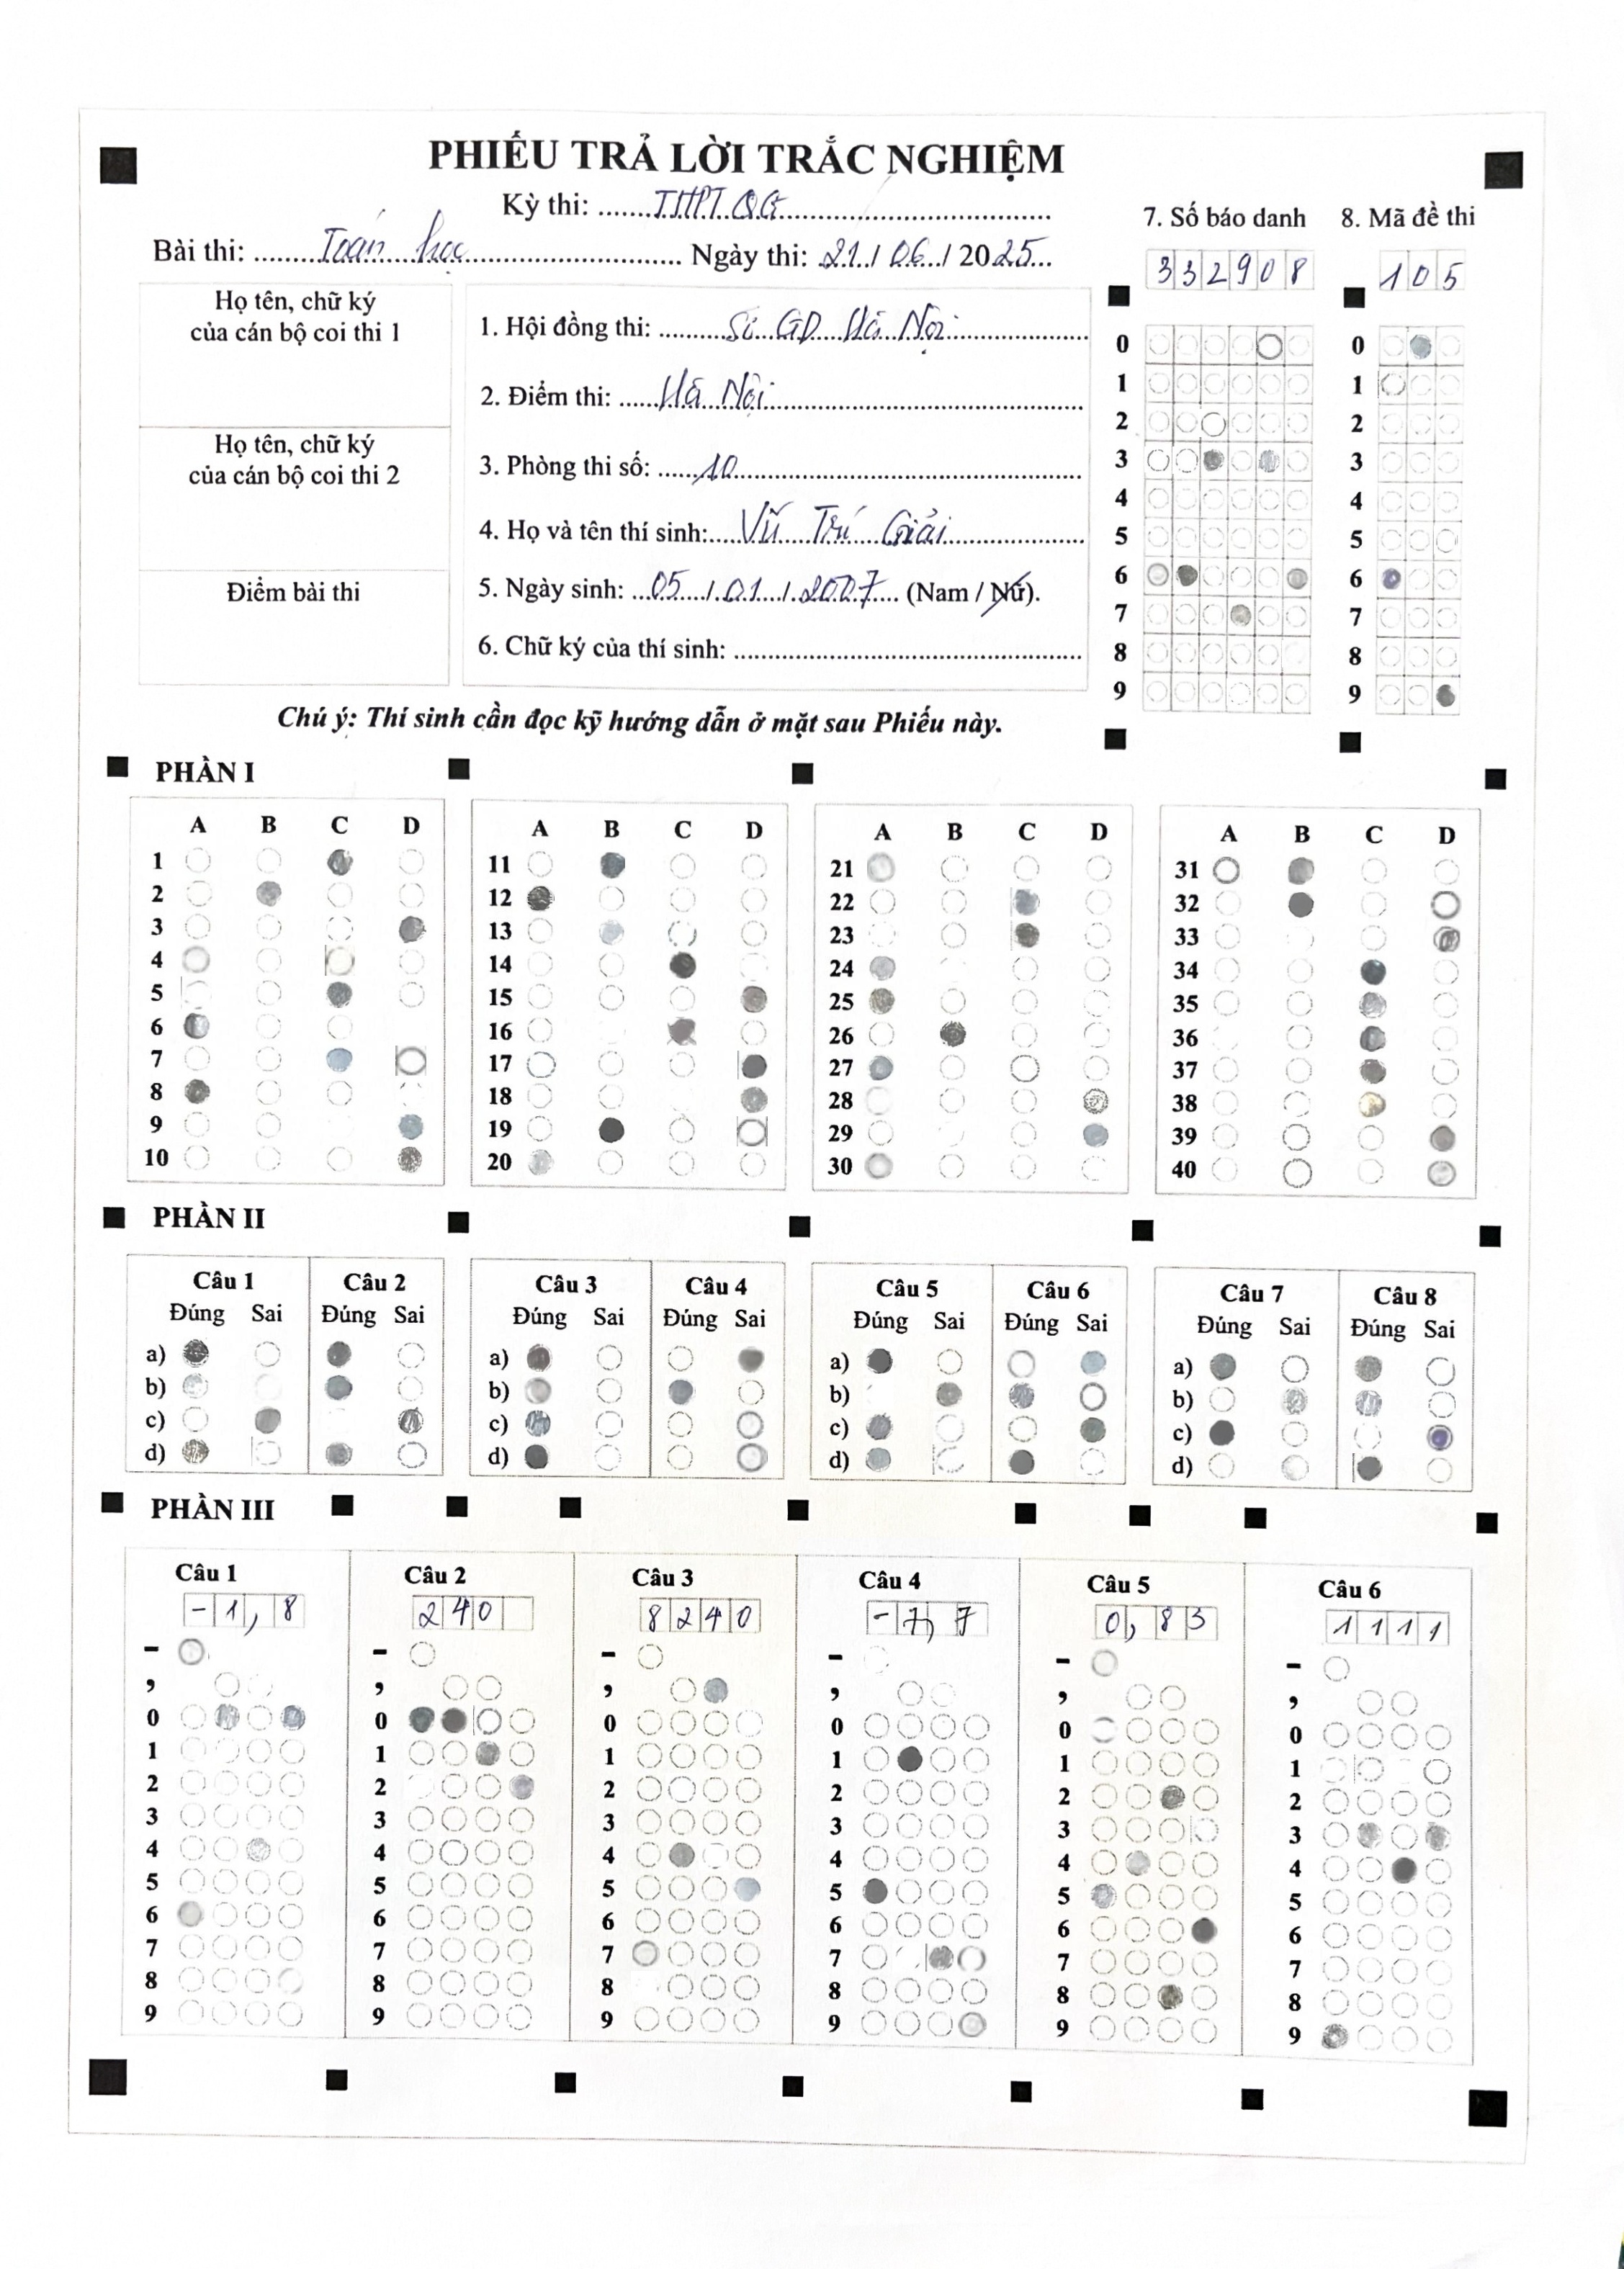 PHIẾU TRẢ LỜI TRẮC NGHIỆM
Kỳ thi: .......THPT QG...............................................
Bài thi: ..........Toán học.................................... Ngày thi: 21../ 06../ 2025...
7. Số báo danh
332908
8. Mã đề thi
105
Họ tên, chữ ký
của cán bộ coi thi 1
Họ tên, chữ ký
của cán bộ coi thi 2
Điểm bài thi
1. Hội đồng thi: ..........Sở GD Hà Nội....................
2. Điểm thi: ......Hà Nội..................................................
3. Phòng thi số: ......10..................................................
4. Họ và tên thí sinh:.....Vũ Trí Giải......................
5. Ngày sinh: ...05..../.01..../.2007.... (Nam / Nữ).
6. Chữ ký của thí sinh: ..................................................
0 0
1 1
2 2
3 3
4 4
5 5
6 6
7 7
8 8
9 9
Chú ý: Thí sinh cần đọc kỹ hướng dẫn ở mặt sau Phiếu này.
PHẦN I
A B C D A B C D A B C D A B C D
1 11 21 31
2 12 22 32
3 13 23 33
4 14 24 34
5 15 25 35
6 16 26 36
7 17 27 37
8 18 28 38
9 19 29 39
10 20 30 40
PHẦN II
Câu 1 Câu 2 Câu 3 Câu 4 Câu 5 Câu 6 Câu 7 Câu 8
Đúng Sai Đúng Sai Đúng Sai Đúng Sai Đúng Sai Đúng Sai Đúng Sai Đúng Sai
a) a) a) a)
b) b) b) b)
c) c) c) c)
d) d) d) d)
PHẦN III
Câu 1 Câu 2 Câu 3 Câu 4 Câu 5 Câu 6
-1,8 240 8240 -7,7 0,83 1111
- - - - - -
, , , , , ,
0 0 0 0 0 0
1 1 1 1 1 1
2 2 2 2 2 2
3 3 3 3 3 3
4 4 4 4 4 4
5 5 5 5 5 5
6 6 6 6 6 6
7 7 7 7 7 7
8 8 8 8 8 8
9 9 9 9 9 9